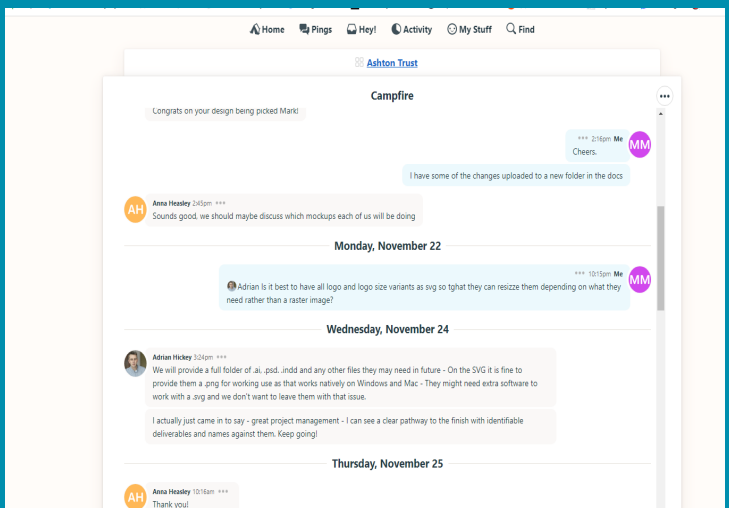 Home Pings Hey! Activity My Stuff Find
Ashton Trust
Campfire
Congrats on your design being picked Mark!
2:16pm Me
MM
Cheers.
I have some of the changes uploaded to a new folder in the docs
AH
Anna Heasley 2:45pm
Sounds good, we should maybe discuss which mockups each of us will be doing
Monday, November 22
10:15pm Me
MM
Adrian Is it best to have all logo and logo size variants as svg so tghat they can resizze them depending on what they
need rather than a raster image?
Wednesday, November 24
Adrian Hickey 3:24pm
We will provide a full folder of .ai, .psd, .indd and any other files they may need in future - On the SVG it is fine to
provide them a .png for working use as that works natively on Windows and Mac - They might need extra software to
work with a .svg and we don't want to leave them with that issue.
I actually just came in to say - great project management - I can see a clear pathway to the finish with identifiable
deliverables and names against them. Keep going!
Thursday, November 25
AH
Anna Heasley 10:16am
Thank you!